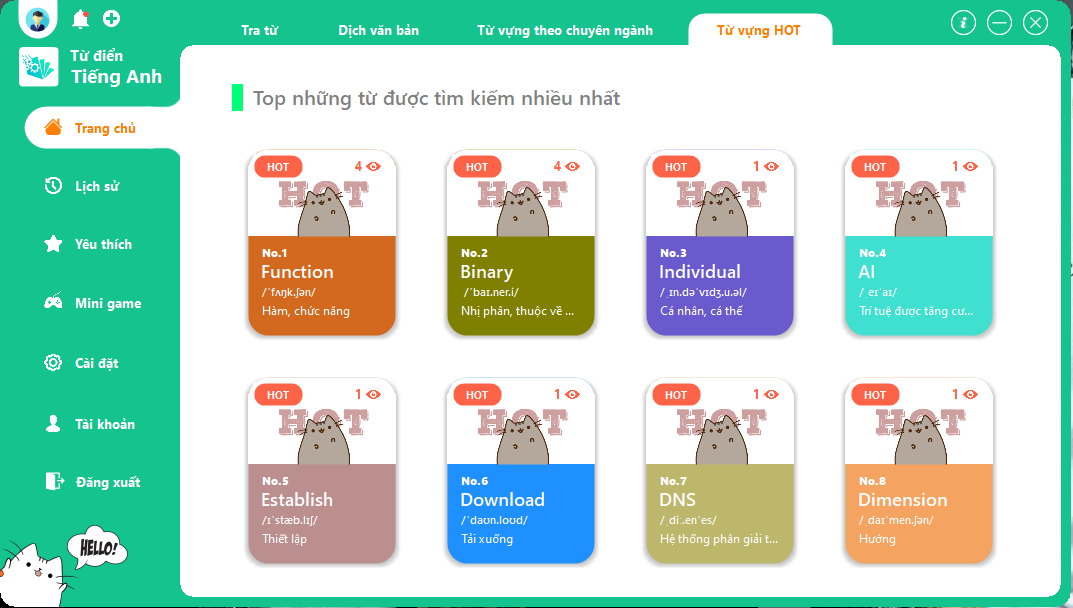 Tra từ
Dịch văn bản
Từ vựng theo chuyên ngành
Từ vựng HOT
Từ điển
Tiếng Anh
Trang chủ
Lịch sử
Yêu thích
Mini game
Cài đặt
Tài khoản
Đăng xuất
HELLO!
Top những từ được tìm kiếm nhiều nhất
HOT 4
HOT
No.1
Function
/ˈfʌŋk.ʃən/
Hàm, chức năng
HOT 4
HOT
No.2
Binary
/ˈbaɪ.ner.i/
Nhị phân, thuộc về ...
HOT 1
HOT
No.3
Individual
/ˌɪn.dəˈvɪdʒ.u.əl/
Cá nhân, cá thể
HOT 1
HOT
No.4
AI
/ˌeɪˈaɪ/
Trí tuệ được tăng cư...
HOT 1
HOT
No.5
Establish
/ɪˈstæb.lɪʃ/
Thiết lập
HOT 1
HOT
No.6
Download
/ˈdaʊn.loʊd/
Tải xuống
HOT 1
HOT
No.7
DNS
/ˌdiː.enˈes/
Hệ thống phân giải t...
HOT 1
HOT
No.8
Dimension
/ˌdaɪˈmen.ʃən/
Hướng